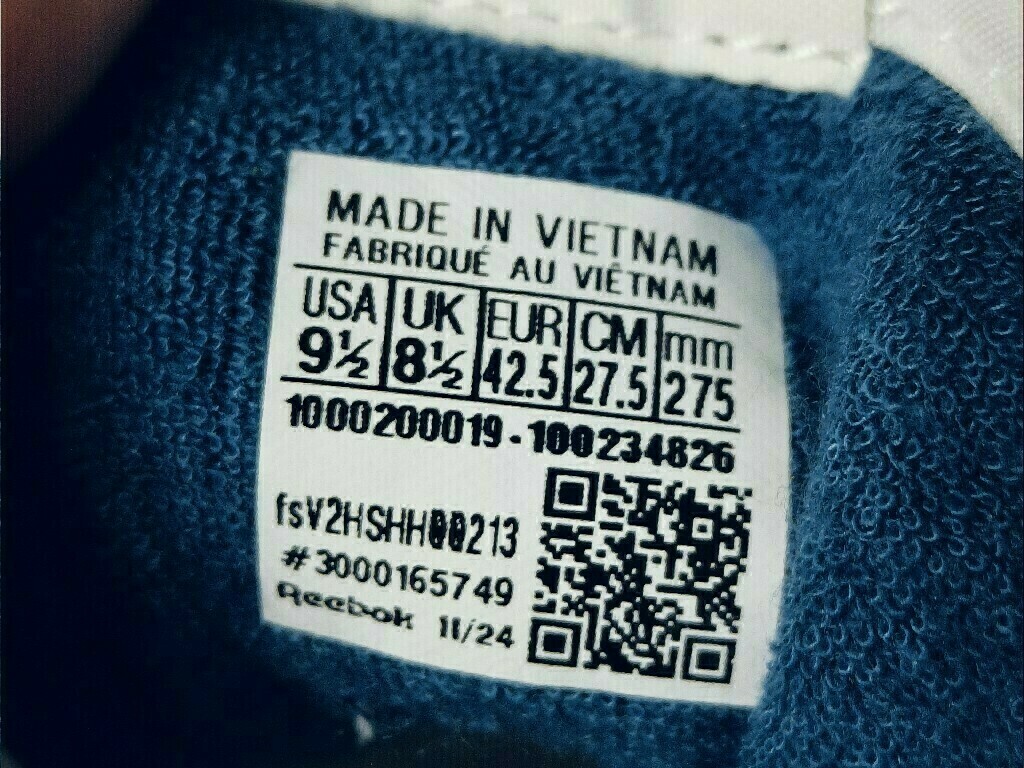 MADE IN VIETNAM
FABRIQUÉ AU VIÊTNAM
USA UK EUR CM mm
9½ 8½ 42.5 27.5 275
1000200019-100234826
fsV2HSHH00213
#3000165749
Reebok 11/24